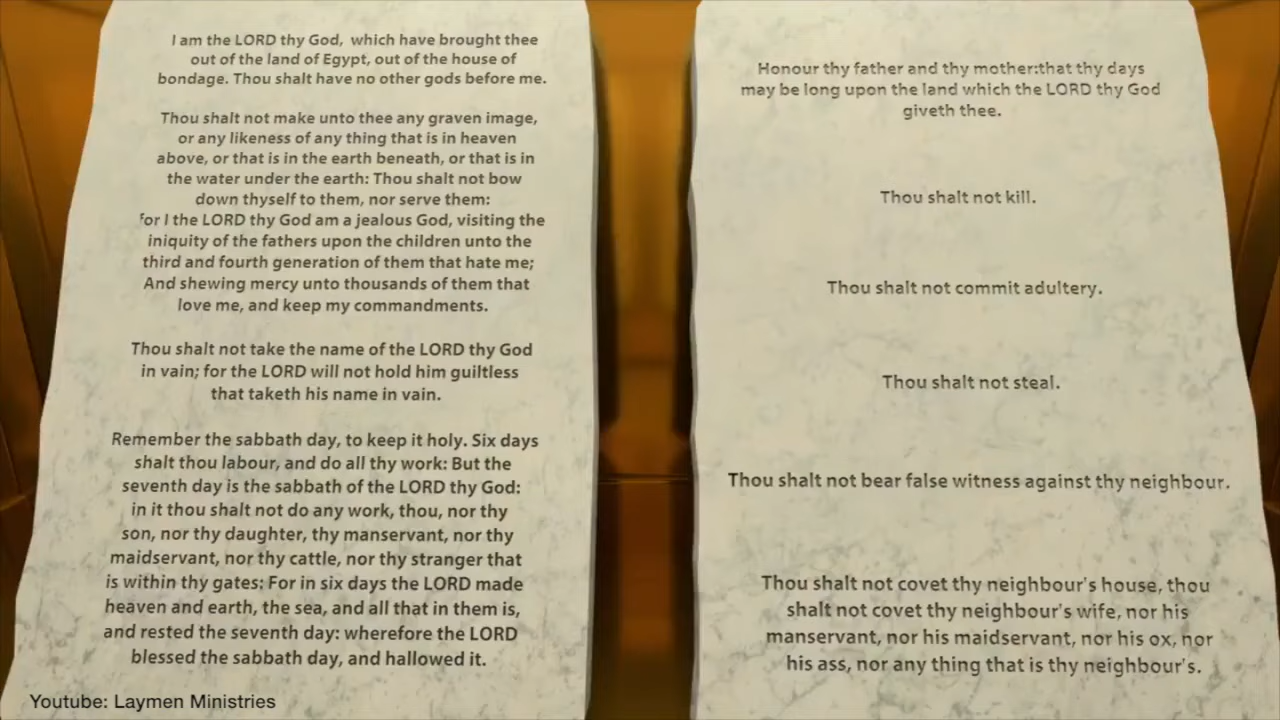 I am the LORD thy God, which have brought thee
out of the land of Egypt, out of the house of
bondage. Thou shalt have no other gods before me.
Thou shalt not make unto thee any graven image,
or any likeness of any thing that is in heaven
above, or that is in the earth beneath, or that is in
the water under the earth: Thou shalt not bow
down thyself to them, nor serve them:
for I the LORD thy God am a jealous God, visiting the
iniquity of the fathers upon the children unto the
third and fourth generation of them that hate me;
And shewing mercy unto thousands of them that
love me, and keep my commandments.
Thou shalt not take the name of the LORD thy God
in vain; for the LORD will not hold him guiltless
that taketh his name in vain.
Remember the sabbath day, to keep it holy. Six days
shalt thou labour, and do all thy work: But the
seventh day is the sabbath of the LORD thy God:
in it thou shalt not do any work, thou, nor thy
son, nor thy daughter, thy manservant, nor thy
maidservant, nor thy cattle, nor thy stranger that
is within thy gates: For in six days the LORD made
heaven and earth, the sea, and all that in them is,
and rested the seventh day: wherefore the LORD
blessed the sabbath day, and hallowed it.
Honour thy father and thy mother:that thy days
may be long upon the land which the LORD thy God
giveth thee.
Thou shalt not kill.
Thou shalt not commit adultery.
Thou shalt not steal.
Thou shalt not bear false witness against thy neighbour.
Thou shalt not covet thy neighbour's house, thou
shalt not covet thy neighbour's wife, nor his
manservant, nor his maidservant, nor his ox, nor
his ass, nor any thing that is thy neighbour's.
Youtube: Laymen Ministries